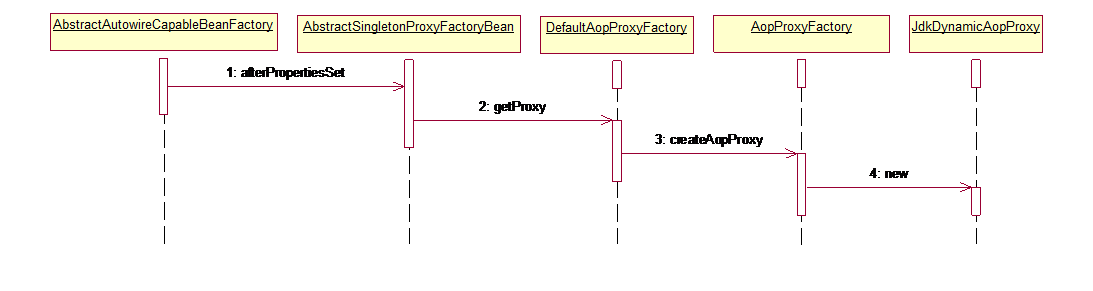 AbstractAutowireCapableBeanFactory
AbstractSingletonProxyFactoryBean
DefaultAopProxyFactory
AopProxyFactory
JdkDynamicAopProxy
1: afterPropertiesSet
2: getProxy
3: createAopProxy
4: new